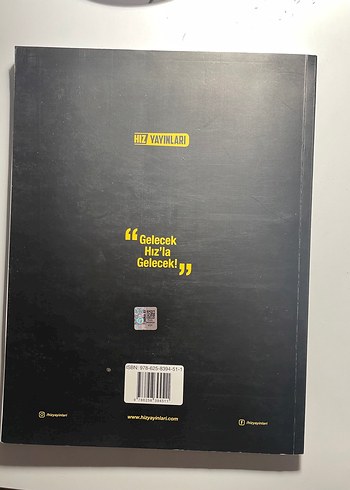 HIZ YAYINLARI
“Gelecek
Hız'la
Gelecek!”
ISBN: 978-625-8394-51-1
www.hizyayinlari.com
hizyayinlari
hizyayinlari